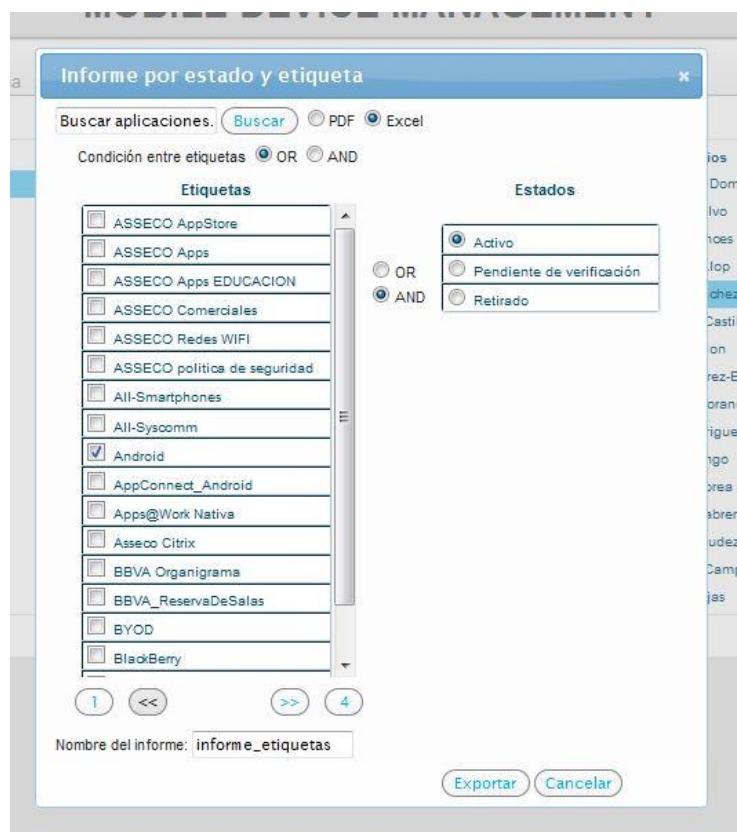 MOBILE DEVICE MANAGEMENT
Informe por estado y etiqueta
Buscar aplicaciones. Buscar PDF Excel
Condición entre etiquetas OR AND
Etiquetas
ASSECO AppStore
ASSECO Apps
ASSECO Apps EDUCACION
ASSECO Comerciales
ASSECO Redes WIFI
ASSECO politica de seguridad
All-Smartphones
All-Syscomm
Android
AppConnect_Android
Apps@Work Nativa
Asseco Citrix
BBVA Organigrama
BBVA_ReservaDeSalas
BYOD
BlackBerry
OR
AND
Estados
Activo
Pendiente de verificación
Retirado
1 << >> 4
Nombre del informe: informe_etiquetas
Exportar Cancelar